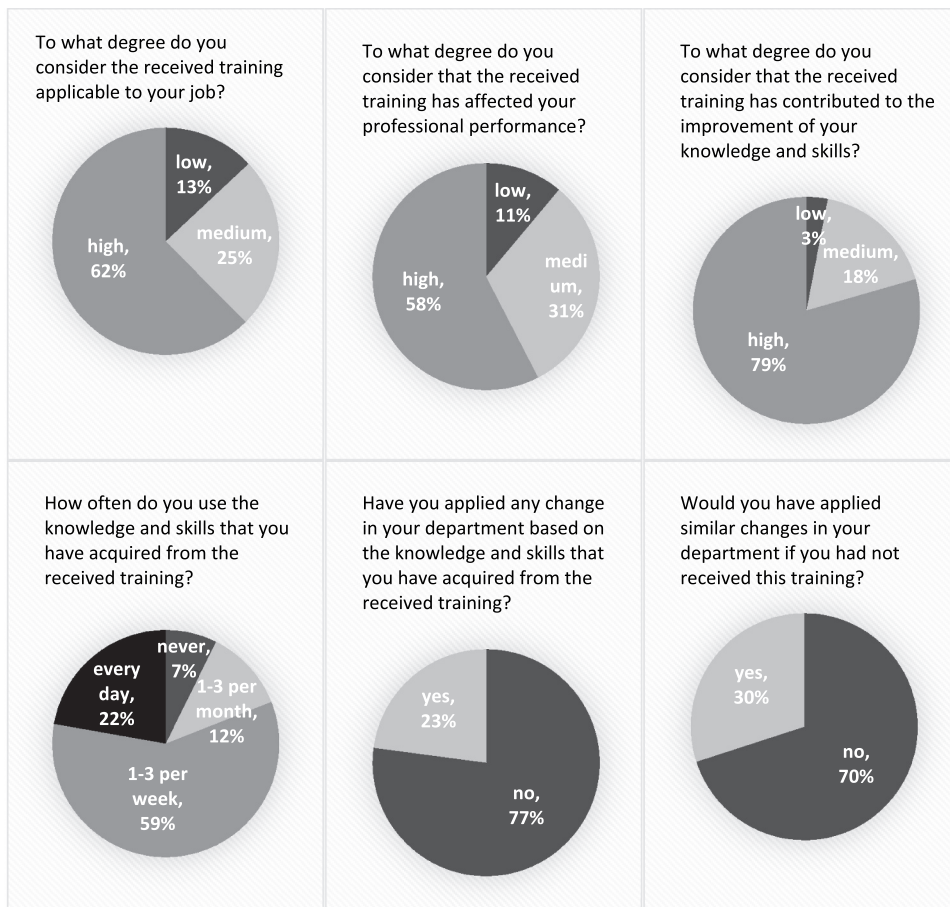 To what degree do you
consider the received training
applicable to your job?
low,
13%
medium,
25%
high,
62%
To what degree do you
consider that the received
training has affected your
professional performance?
low,
11%
medi
um,
31%
high,
58%
To what degree do you
consider that the received
training has contributed to the
improvement of your
knowledge and skills?
low,
3%
medium,
18%
high,
79%
How often do you use the
knowledge and skills that you
have acquired from the
received training?
never,
7%
1-3 per
month,
12%
1-3 per
week,
59%
every
day,
22%
Have you applied any change
in your department based on
the knowledge and skills that
you have acquired from the
received training?
yes,
23%
no,
77%
Would you have applied
similar changes in your
department if you had not
received this training?
yes,
30%
no,
70%